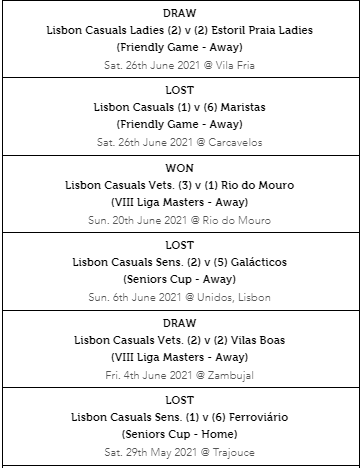 DRAW
Lisbon Casuals Ladies (2) v (2) Estoril Praia Ladies
(Friendly Game - Away)
Sat. 26th June 2021 @ Vila Fria
LOST
Lisbon Casuals (1) v (6) Maristas
(Friendly Game - Away)
Sat. 26th June 2021 @ Carcavelos
WON
Lisbon Casuals Vets. (3) v (1) Rio do Mouro
(VIII Liga Masters - Away)
Sun. 20th June 2021 @ Rio do Mouro
LOST
Lisbon Casuals Sens. (2) v (5) Galácticos
(Seniors Cup - Away)
Sun. 6th June 2021 @ Unidos, Lisbon
DRAW
Lisbon Casuals Vets. (2) v (2) Vilas Boas
(VIII Liga Masters - Away)
Fri. 4th June 2021 @ Zambujal
LOST
Lisbon Casuals Sens. (1) v (6) Ferroviário
(Seniors Cup - Home)
Sat. 29th May 2021 @ Trajouce